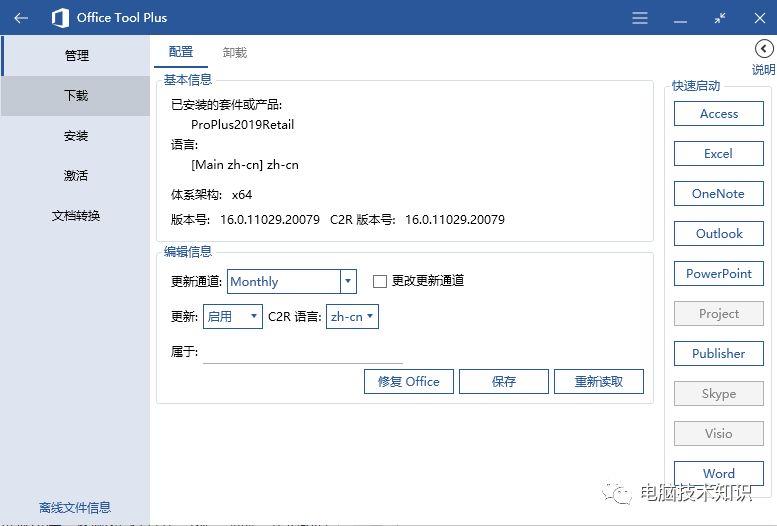 Office Tool Plus
管理
下载
安装
激活
文档转换
离线文件信息
配置 卸载
基本信息
已安装的套件或产品:
ProPlus2019Retail
语言:
[Main zh-cn] zh-cn
体系架构: x64
版本号: 16.0.11029.20079 C2R 版本号: 16.0.11029.20079
编辑信息
更新通道: Monthly 更改更新通道
更新: 启用 C2R 语言: zh-cn
属于:
修复 Office 保存 重新读取
说明
快速启动
Access
Excel
OneNote
Outlook
PowerPoint
Project
Publisher
Skype
Visio
Word
电脑技术知识